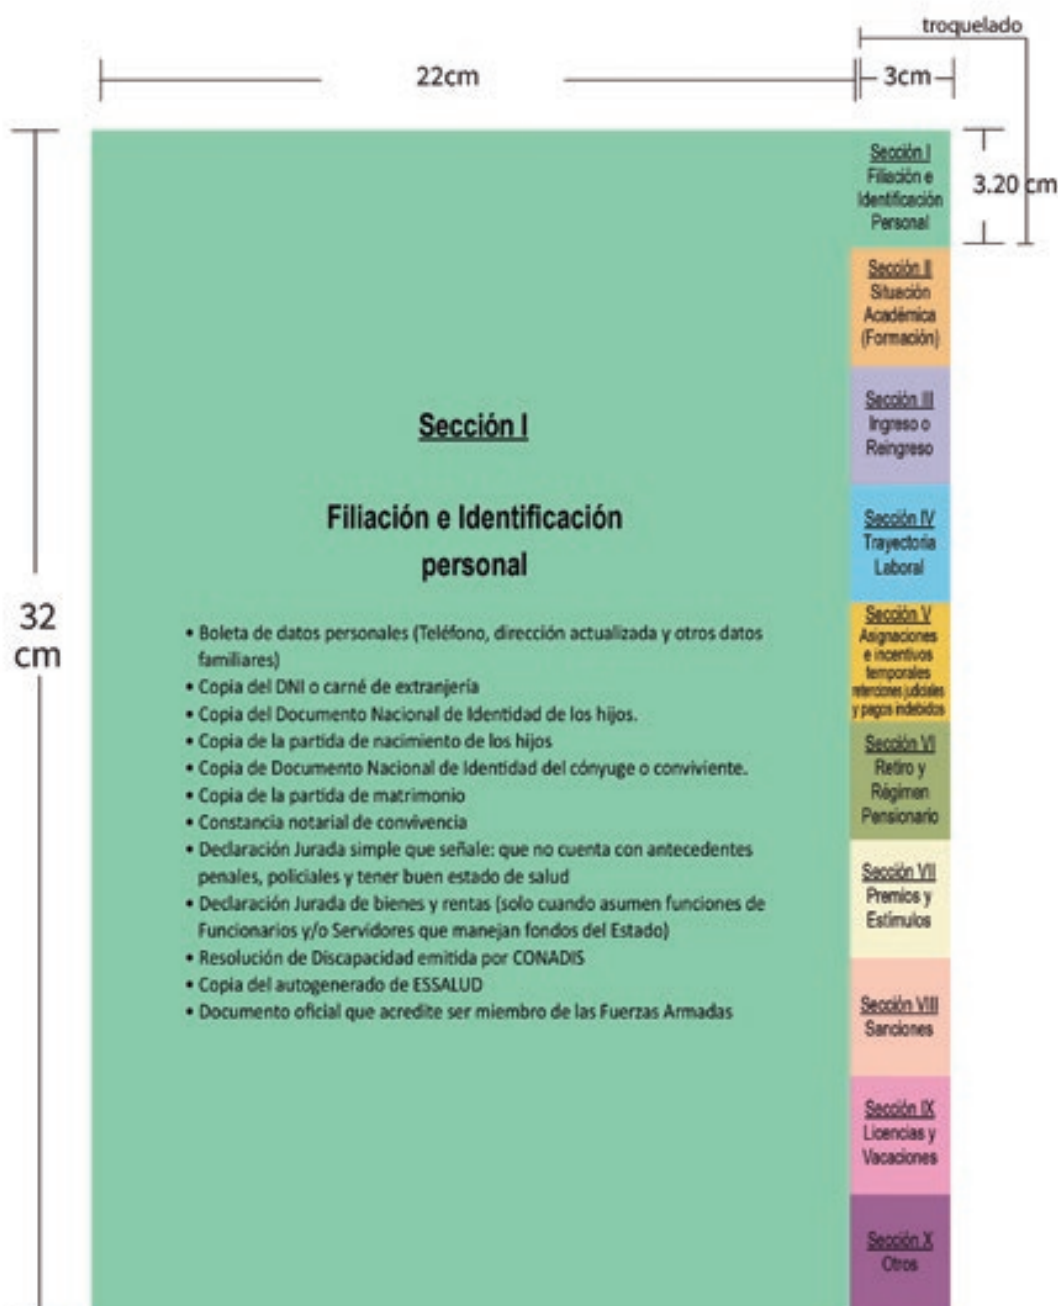 troquelado
22cm
3cm
3.20 cm
32
cm
Sección I
Filiación e Identificación
personal
• Boleta de datos personales (Teléfono, dirección actualizada y otros datos
familiares)
• Copia del DNI o carné de extranjería
• Copia del Documento Nacional de Identidad de los hijos.
• Copia de la partida de nacimiento de los hijos
• Copia de Documento Nacional de Identidad del cónyuge o conviviente.
• Copia de la partida de matrimonio
• Constancia notarial de convivencia
• Declaración Jurada simple que señale: que no cuenta con antecedentes
penales, policiales y tener buen estado de salud
• Declaración Jurada de bienes y rentas (solo cuando asumen funciones de
Funcionarios y/o Servidores que manejan fondos del Estado)
• Resolución de Discapacidad emitida por CONADIS
• Copia del autogenerado de ESSALUD
• Documento oficial que acredite ser miembro de las Fuerzas Armadas
Sección I
Filiación e
Identificación
Personal
Sección II
Situación
Académica
(Formación)
Sección III
Ingreso o
Reingreso
Sección IV
Trayectoria
Laboral
Sección V
Asignaciones
e incentivos
temporales
retenciones judiciales
y pagos indebidos
Sección VI
Retiro y
Régimen
Pensionario
Sección VII
Premios y
Estímulos
Sección VIII
Sanciones
Sección IX
Licencias y
Vacaciones
Sección X
Otros